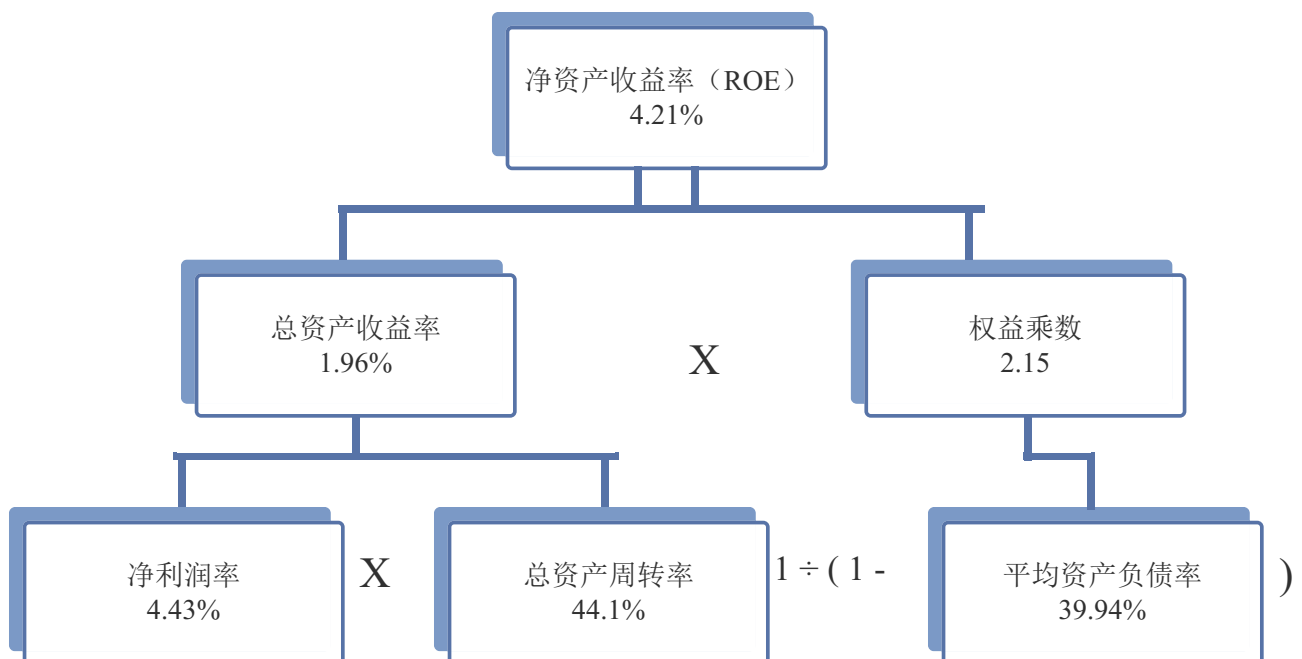 净资产收益率（ROE）
4.21%
总资产收益率
1.96%
X
权益乘数
2.15
净利润率
4.43%
X
总资产周转率
44.1%
1 ÷ ( 1 -
平均资产负债率
39.94%
)